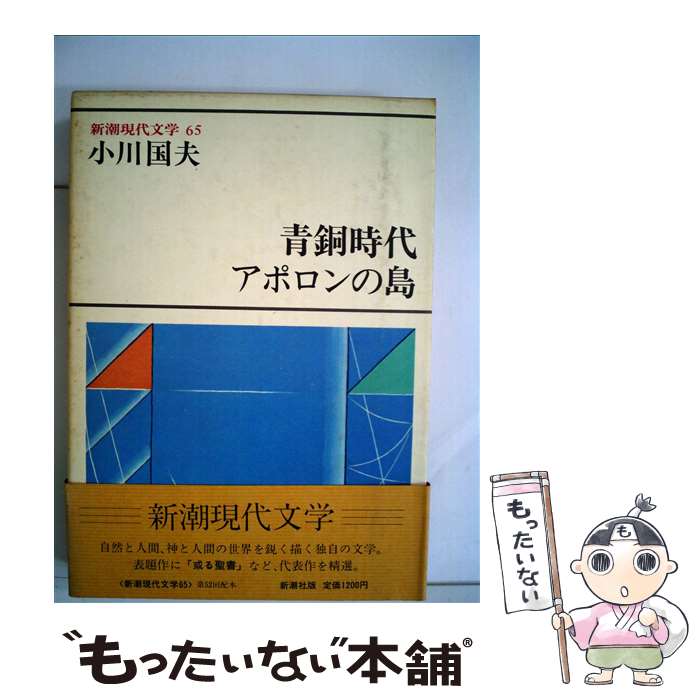 新潮現代文学 65
小川国夫
青銅時代
アポロンの島
新潮現代文学
自然と人間、神と人間の世界を鋭く描く独自の文学。
表題作に「或る聖書」など、代表作を精選。
〈新潮現代文学65〉 第52回配本 新潮社版 定価1200円
もったいない
“もったいない”本舗